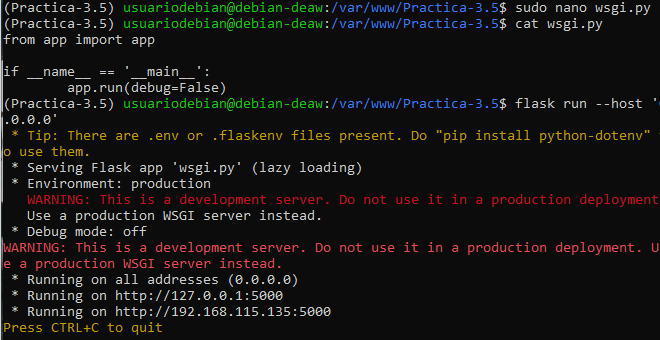 (Practica-3.5) usuariodebian@debian-deaw:/var/www/Practica-3.5$ sudo nano wsgi.py
(Practica-3.5) usuariodebian@debian-deaw:/var/www/Practica-3.5$ cat wsgi.py
from app import app
if __name__ == '__main__':
        app.run(debug=False)
(Practica-3.5) usuariodebian@debian-deaw:/var/www/Practica-3.5$ flask run --host '
.0.0.0'
 * Tip: There are .env or .flaskenv files present. Do "pip install python-dotenv"
o use them.
 * Serving Flask app 'wsgi.py' (lazy loading)
 * Environment: production
   WARNING: This is a development server. Do not use it in a production deployment
   Use a production WSGI server instead.
 * Debug mode: off
WARNING: This is a development server. Do not use it in a production deployment. U
e a production WSGI server instead.
 * Running on all addresses (0.0.0.0)
 * Running on http://127.0.0.1:5000
 * Running on http://192.168.115.135:5000
Press CTRL+C to quit